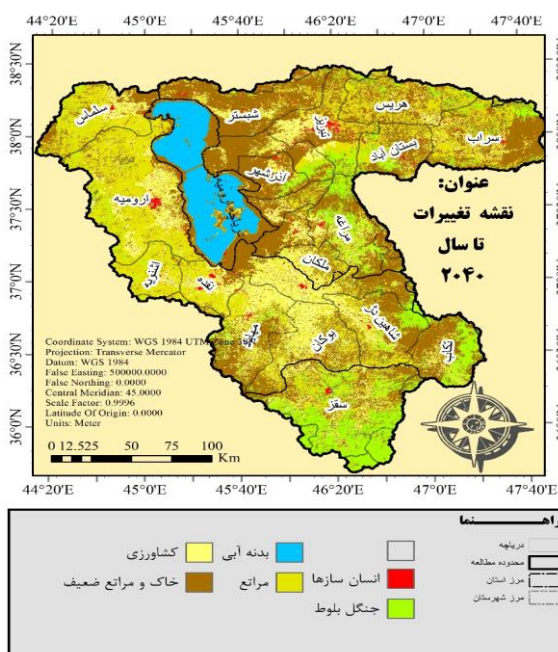 44°20'E 45°0'E 45°40'E 46°20'E 47°0'E 47°40'E
38°30'N
38°0'N
37°30'N
37°0'N
36°30'N
36°0'N
سلماس
شبستر
تبریز
هریس
سراب
بستان آباد
ارومیه
مراغه
ملکان
اشنویه
نقده
بوکان
شاهین دژ
سقز
عنوان:
نقشه تغییرات
تا سال
۲۰۴۰
Coordinate System: WGS 1984 UTM Zone
Projection: Transverse Mercator
Datum: WGS 1984
False Easting: 500000.0000
False Northing: 0.0000
Central Meridian: 45.0000
Scale Factor: 0.9996
Latitude Of Origin: 0.0000
Units: Meter
0 12.525 50 75 100
Km
44°20'E 45°0'E 45°40'E 46°20'E 47°0'E 47°40'E
دریاچه
محدوده مطالعه
مرز استان
مرز شهرستان
انسان سازها
جنگل بلوط
بدنه آبی
مراتع
کشاورزی
خاک و مراتع ضعیف